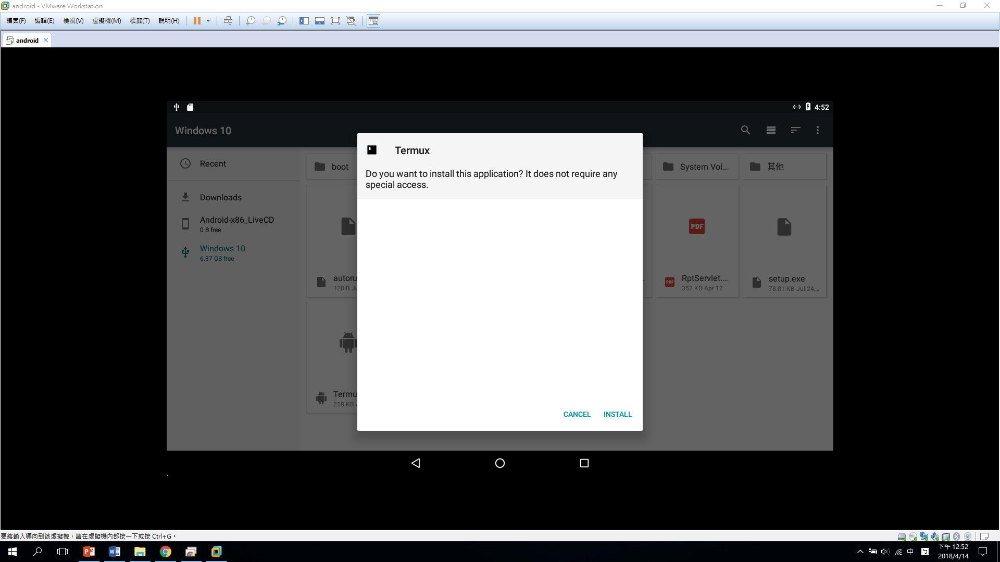 android - VMware Workstation
檔案(F) 編輯(E) 檢視(V) 虛擬機(M) 標籤(T) 說明(H)
android
4:52
Windows 10
Recent
Downloads
Android-x86_LiveCD
0 B free
Windows 10
6.87 GB free
boot
System Vol...
其他
Termux
Do you want to install this application? It does not require any
special access.
CANCEL INSTALL
PDF
autoru
128 B Ju
PDF
RptServlet....
352 KB Apr 12
setup.exe
78.81 KB Jul 24,...
Termu
218 KB
要將輸入導向到該虛擬機，請在虛擬機內部按一下或按 Ctrl+G。
中
ㄅ
下午 12:52
2018/4/14